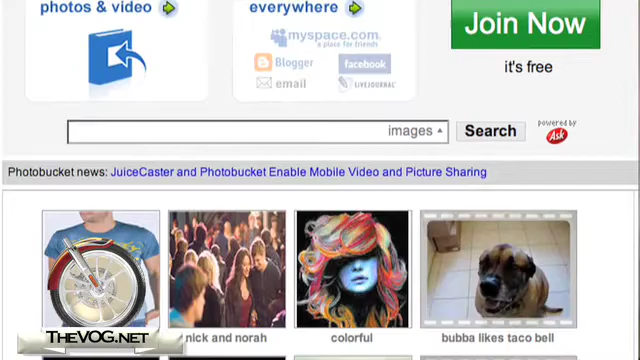 photos & video
everywhere
Join Now
it's free
myspace.com
a place for friends
Blogger
facebook
email
LIVEJOURNAL
images
Search
powered by
Ask
Photobucket news: JuiceCaster and Photobucket Enable Mobile Video and Picture Sharing
THEVOG.NET
nick and norah
colorful
bubba likes taco bell